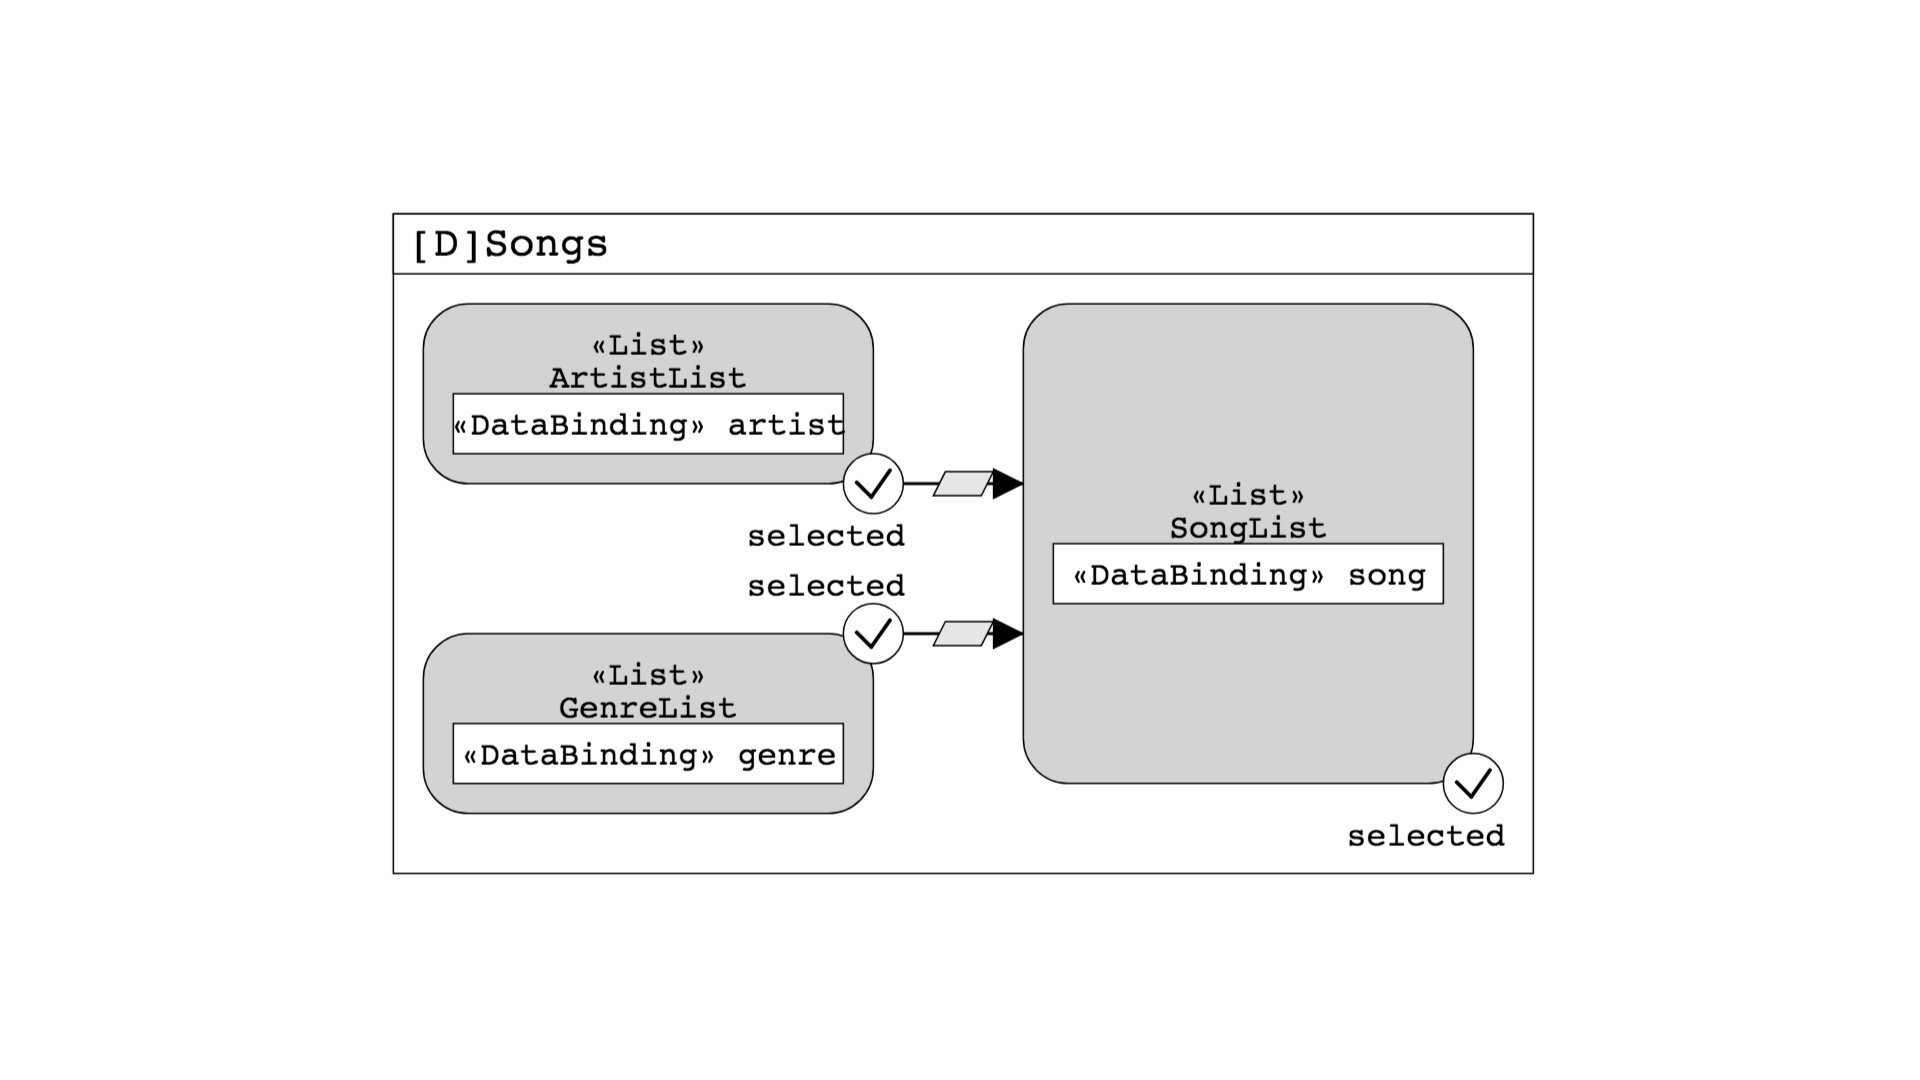 [D]Songs
«List»
ArtistList
«DataBinding» artist
selected
selected
«List»
GenreList
«DataBinding» genre
«List»
SongList
«DataBinding» song
selected